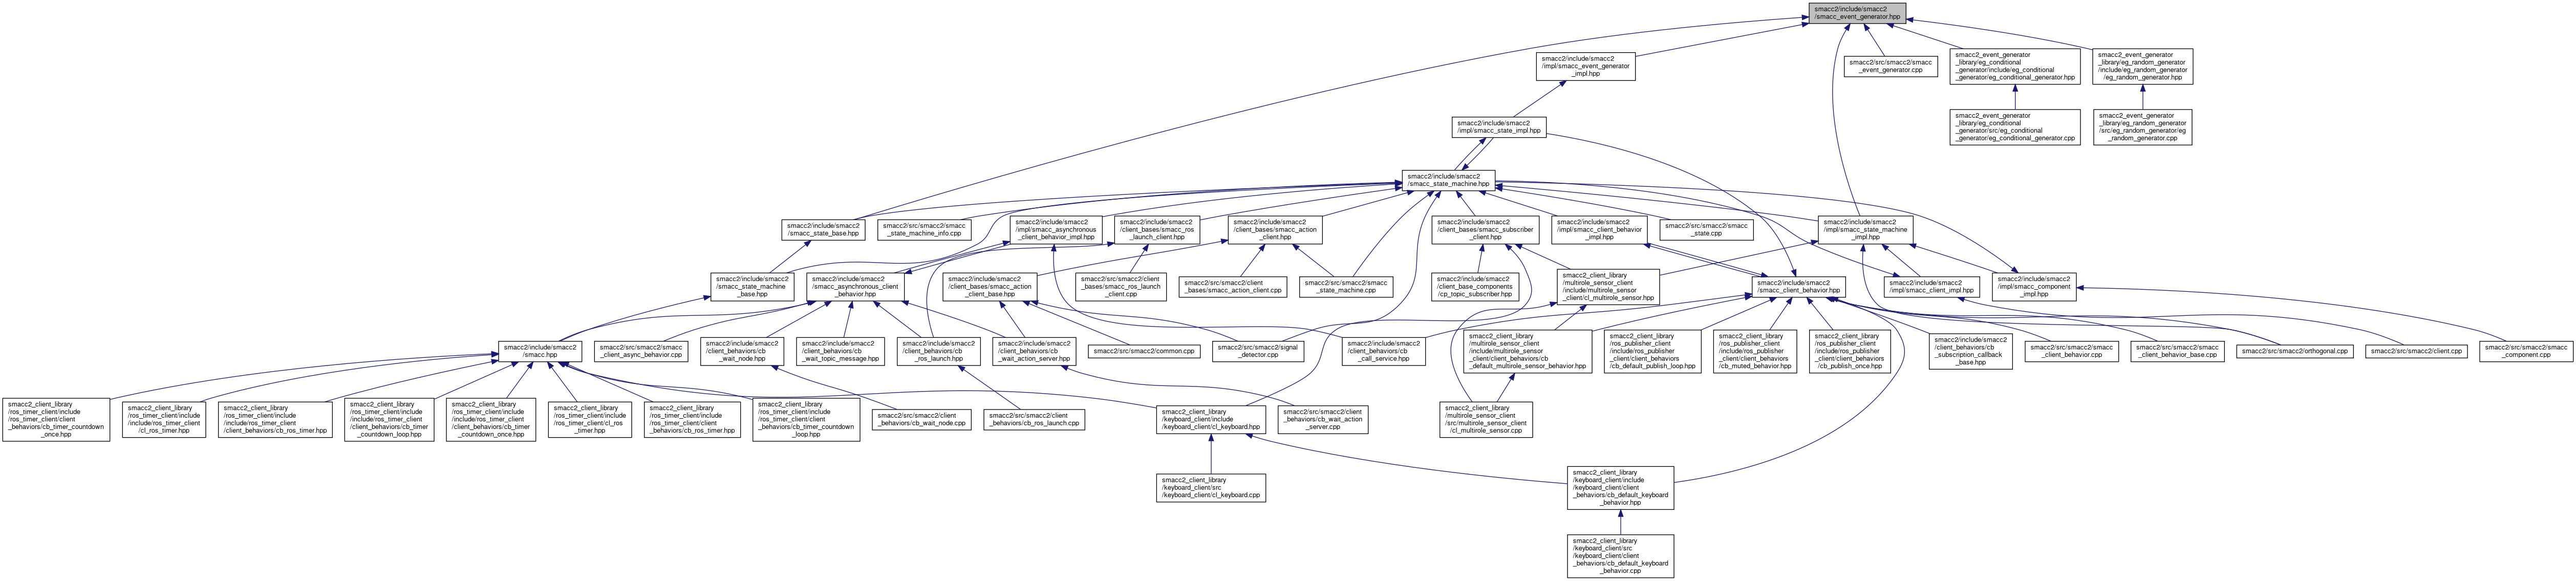 smacc2/include/smacc2
/smacc_event_generator.hpp
smacc2/include/smacc2
/impl/smacc_event_generator
_impl.hpp
smacc2/src/smacc2/smacc
_event_generator.cpp
smacc2_event_generator
_library/eg_conditional
_generator/include/eg_conditional
_generator/eg_conditional_generator.hpp
smacc2_event_generator
_library/eg_random_generator
/include/eg_random_generator
/eg_random_generator.hpp
smacc2/include/smacc2
/impl/smacc_state_impl.hpp
smacc2_event_generator
_library/eg_conditional
_generator/src/eg_conditional
_generator/eg_conditional_generator.cpp
smacc2_event_generator
_library/eg_random_generator
/src/eg_random_generator/eg
_random_generator.cpp
smacc2/include/smacc2
/smacc_state_machine.hpp
smacc2/include/smacc2
/smacc_state_base.hpp
smacc2/src/smacc2/smacc
_state_machine_info.cpp
smacc2/include/smacc2
/impl/smacc_asynchronous
_client_behavior_impl.hpp
smacc2/include/smacc2
/client_bases/smacc_ros
_launch_client.hpp
smacc2/include/smacc2
/client_bases/smacc_action
_client.hpp
smacc2/include/smacc2
/client_bases/smacc_subscriber
_client.hpp
smacc2/include/smacc2
/impl/smacc_client_behavior
_impl.hpp
smacc2/src/smacc2/smacc
_state.cpp
smacc2/include/smacc2
/impl/smacc_state_machine
_impl.hpp
smacc2/include/smacc2
/smacc_state_machine
_base.hpp
smacc2/include/smacc2
/smacc_asynchronous_client
_behavior.hpp
smacc2/include/smacc2
/client_bases/smacc_action
_client_base.hpp
smacc2/src/smacc2/client
_bases/smacc_ros_launch
_client.cpp
smacc2/src/smacc2/client
_bases/smacc_action_client.cpp
smacc2/src/smacc2/smacc
_state_machine.cpp
smacc2/include/smacc2
/client_base_components
/cp_topic_subscriber.hpp
smacc2_client_library
/multirole_sensor_client
/include/multirole_sensor
_client/cl_multirole_sensor.hpp
smacc2/include/smacc2
/smacc_client_behavior.hpp
smacc2/include/smacc2
/impl/smacc_client_impl.hpp
smacc2/include/smacc2
/impl/smacc_component
_impl.hpp
smacc2/include/smacc2
/smacc.hpp
smacc2/src/smacc2/smacc
_client_async_behavior.cpp
smacc2/include/smacc2
/client_behaviors/cb
_wait_node.hpp
smacc2/include/smacc2
/client_behaviors/cb
_wait_topic_message.hpp
smacc2/include/smacc2
/client_behaviors/cb
_ros_launch.hpp
smacc2/include/smacc2
/client_behaviors/cb
_wait_action_server.hpp
smacc2/src/smacc2/common.cpp
smacc2/src/smacc2/signal
_detector.cpp
smacc2/include/smacc2
/client_behaviors/cb
_call_service.hpp
smacc2_client_library
/multirole_sensor_client
/include/multirole_sensor
_client/client_behaviors/cb
_default_multirole_sensor_behavior.hpp
smacc2_client_library
/ros_publisher_client
/include/ros_publisher
_client/client_behaviors
/cb_default_publish_loop.hpp
smacc2_client_library
/ros_publisher_client
/include/ros_publisher
_client/client_behaviors
/cb_muted_behavior.hpp
smacc2_client_library
/ros_publisher_client
/include/ros_publisher
_client/client_behaviors
/cb_publish_once.hpp
smacc2/include/smacc2
/client_behaviors/cb
_subscription_callback
_base.hpp
smacc2/src/smacc2/smacc
_client_behavior.cpp
smacc2/src/smacc2/smacc
_client_behavior_base.cpp
smacc2/src/smacc2/orthogonal.cpp
smacc2/src/smacc2/client.cpp
smacc2/src/smacc2/smacc
_component.cpp
smacc2_client_library
/ros_timer_client/include
/ros_timer_client/client
_behaviors/cb_timer_countdown
_once.hpp
smacc2_client_library
/ros_timer_client/include
/include/ros_timer_client
/cl_ros_timer.hpp
smacc2_client_library
/ros_timer_client/include
/include/ros_timer_client
/client_behaviors/cb_ros_timer.hpp
smacc2_client_library
/ros_timer_client/include
/include/ros_timer_client
/client_behaviors/cb_timer
_countdown_loop.hpp
smacc2_client_library
/ros_timer_client/include
/include/ros_timer_client
/client_behaviors/cb_timer
_countdown_once.hpp
smacc2_client_library
/ros_timer_client/include
/ros_timer_client/cl_ros
_timer.hpp
smacc2_client_library
/ros_timer_client/include
/ros_timer_client/client
_behaviors/cb_ros_timer.hpp
smacc2_client_library
/ros_timer_client/include
/ros_timer_client/client
_behaviors/cb_timer_countdown
_loop.hpp
smacc2/src/smacc2/client
_behaviors/cb_wait_node.cpp
smacc2/src/smacc2/client
_behaviors/cb_ros_launch.cpp
smacc2_client_library
/keyboard_client/include
/keyboard_client/cl_keyboard.hpp
smacc2/src/smacc2/client
_behaviors/cb_wait_action
_server.cpp
smacc2_client_library
/multirole_sensor_client
/src/multirole_sensor_client
/cl_multirole_sensor.cpp
smacc2_client_library
/keyboard_client/src
/keyboard_client/cl_keyboard.cpp
smacc2_client_library
/keyboard_client/include
/keyboard_client/client
_behaviors/cb_default_keyboard
_behavior.hpp
smacc2_client_library
/keyboard_client/src
/keyboard_client/client
_behaviors/cb_default_keyboard
_behavior.cpp